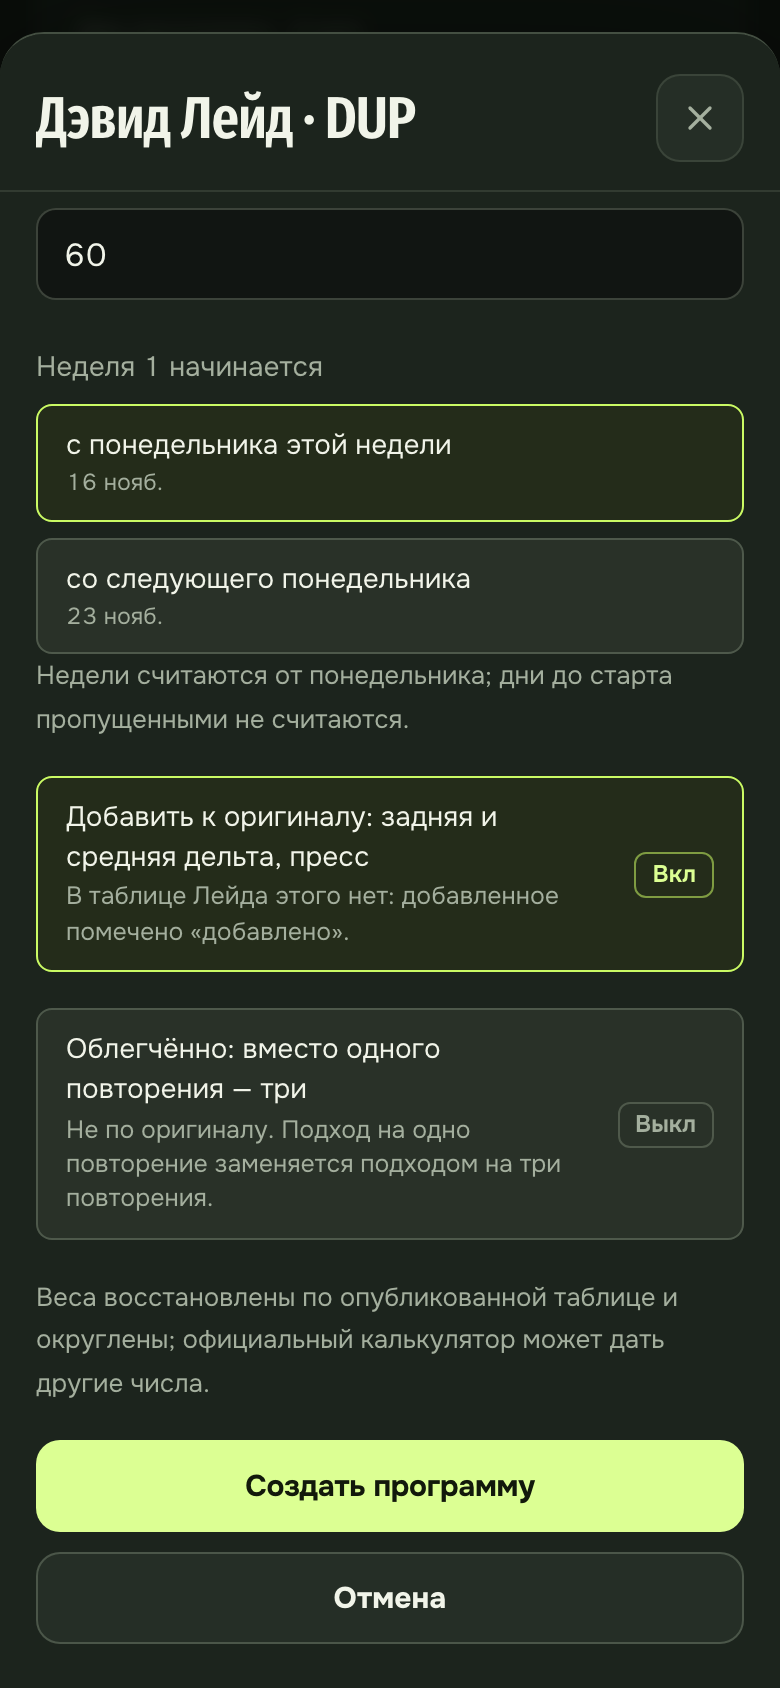 Дэвид Лейд · DUP
60
Неделя 1 начинается
с понедельника этой недели
16 нояб.
со следующего понедельника
23 нояб.
Недели считаются от понедельника; дни до старта
пропущенными не считаются.
Добавить к оригиналу: задняя и
средняя дельта, пресс
В таблице Лейда этого нет: добавленное
помечено «добавлено».
Вкл
Облегчённо: вместо одного
повторения — три
Не по оригиналу. Подход на одно
повторение заменяется подходом на три
повторения.
Выкл
Веса восстановлены по опубликованной таблице и
округлены; официальный калькулятор может дать
другие числа.
Создать программу
Отмена